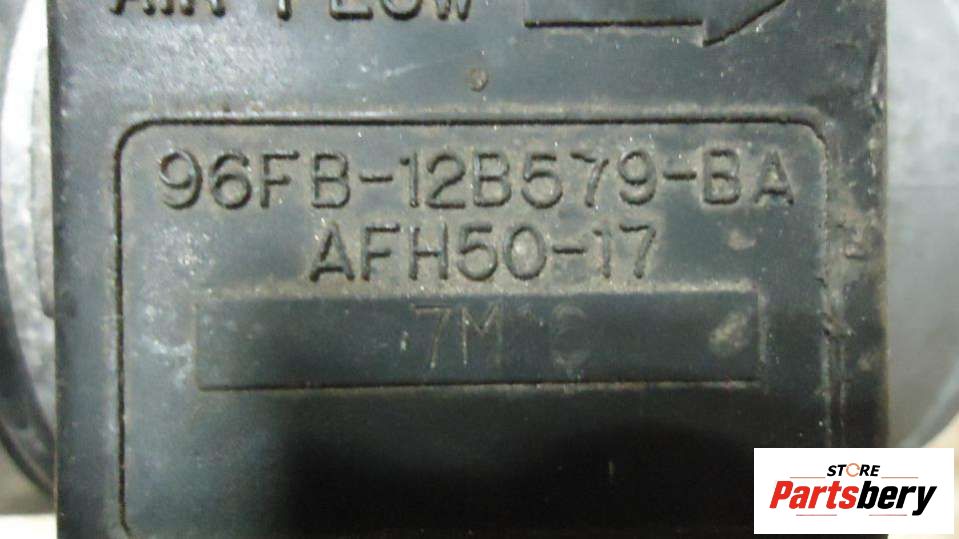 AIR FLOW
96FB-12B579-BA
AFH50-17
7M
STORE
Partsbery